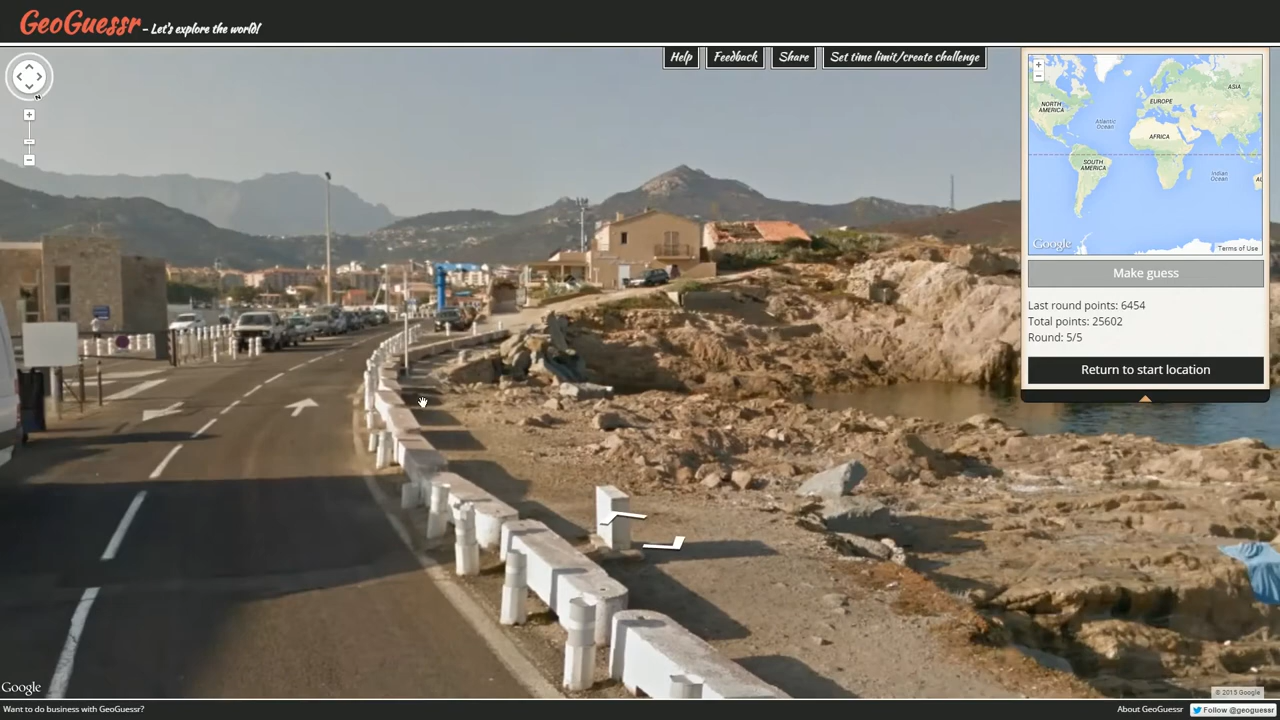 GeoGuessr - Let's explore the world!
Help
Feedback
Share
Set time limit/create challenge
N
+
−
+
−
NORTH AMERICA
EUROPE
ASIA
Atlantic Ocean
AFRICA
SOUTH AMERICA
Indian Ocean
AU
Google
Terms of Use
Make guess
Last round points: 6454
Total points: 25602
Round: 5/5
Return to start location
Google
© 2015 Google
Want to do business with GeoGuessr?
About GeoGuessr
Follow @geoguessr